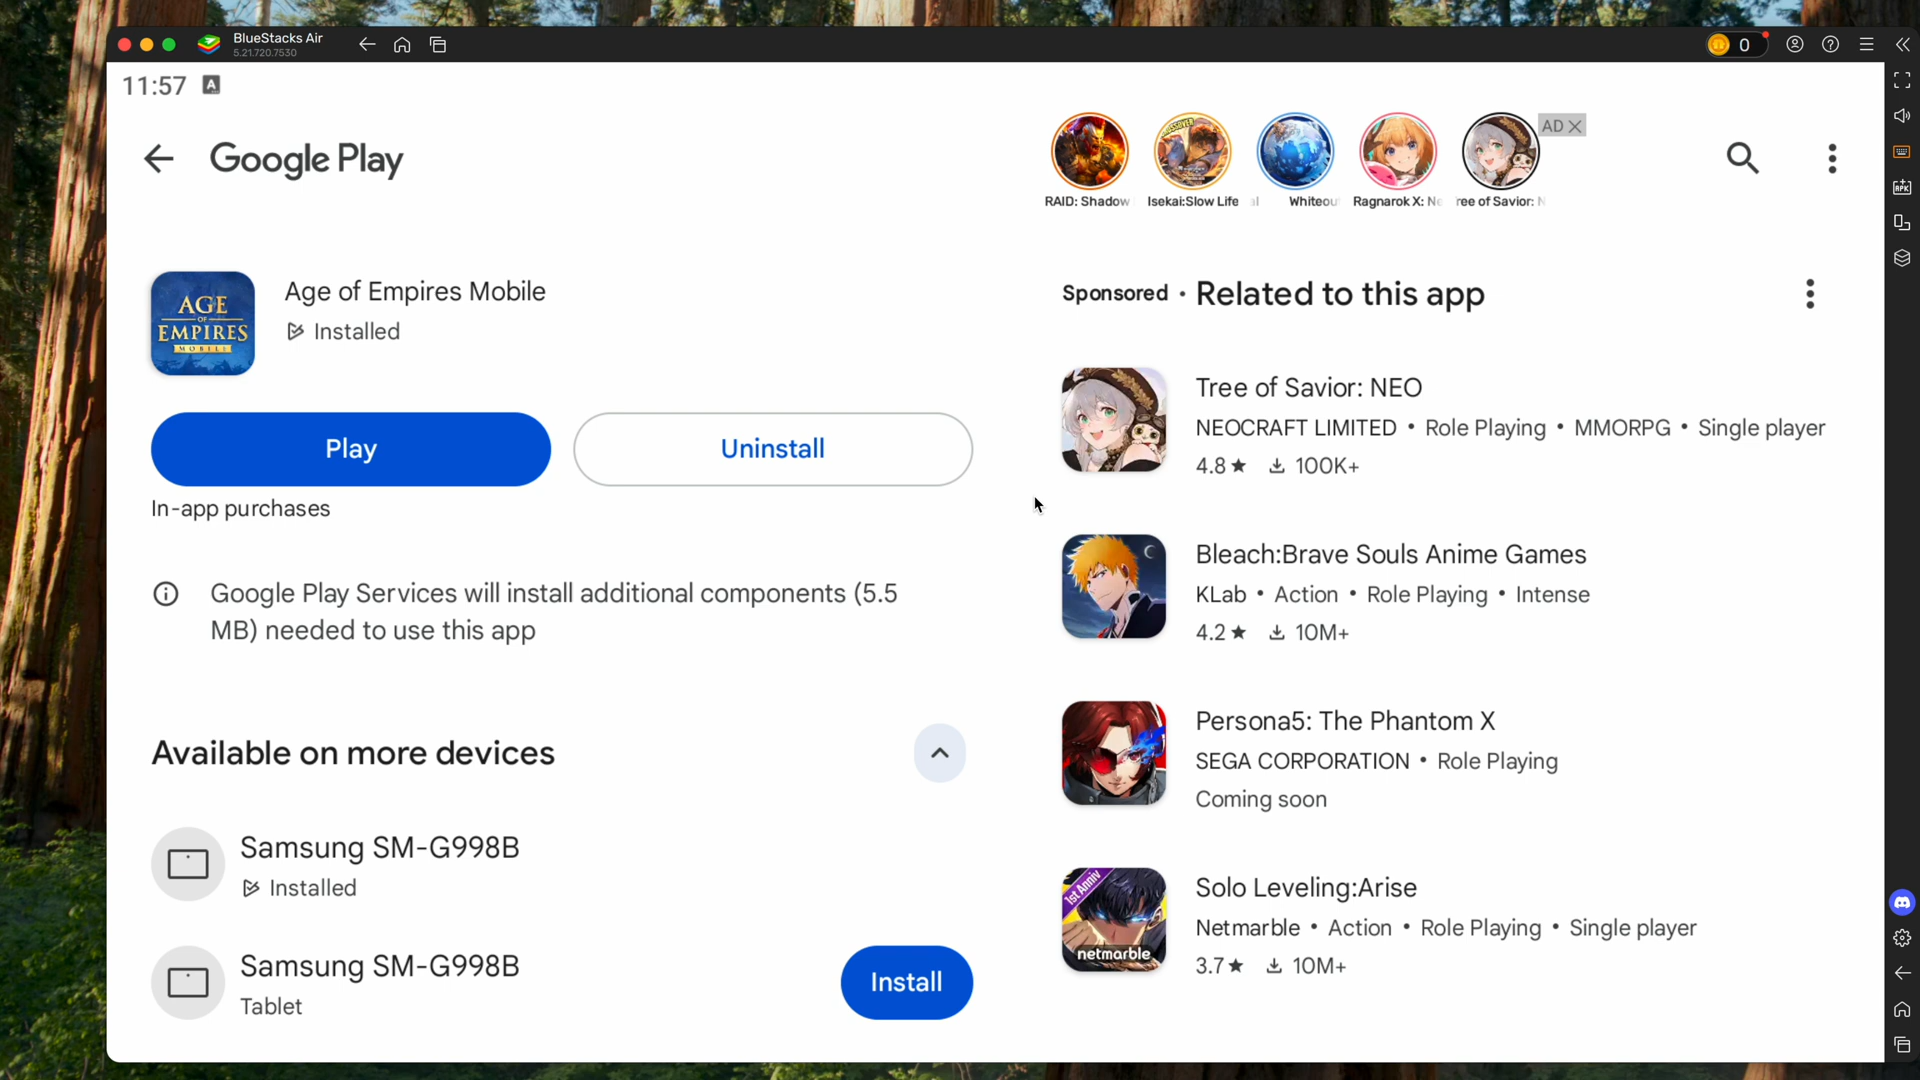 BlueStacks Air
5.21.720.7530
0
11:57
A
Google Play
AD
RAID: Shadow
Isekai:Slow Life
al
Whiteou
Ragnarok X: Ne
ree of Savior: N
APK
AGE
OF
EMPIRES
MOBILE
Age of Empires Mobile
Installed
Play
Uninstall
In-app purchases
Google Play Services will install additional components (5.5
MB) needed to use this app
Available on more devices
Samsung SM-G998B
Installed
Samsung SM-G998B
Tablet
Install
Sponsored • Related to this app
Tree of Savior: NEO
NEOCRAFT LIMITED • Role Playing • MMORPG • Single player
4.8★ 100K+
Bleach:Brave Souls Anime Games
KLab • Action • Role Playing • Intense
4.2★ 10M+
Persona5: The Phantom X
SEGA CORPORATION • Role Playing
Coming soon
1st Anniv
netmarble
Solo Leveling:Arise
Netmarble • Action • Role Playing • Single player
3.7★ 10M+